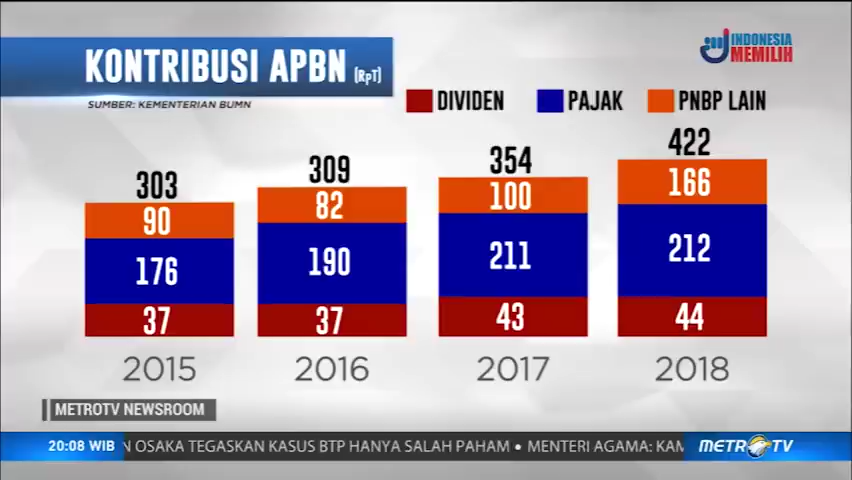 INDONESIA
MEMILIH
KONTRIBUSI APBN (RpT)
SUMBER: KEMENTERIAN BUMN
DIVIDEN PAJAK PNBP LAIN
303 309 354 422
90 82 100 166
176 190 211 212
37 37 43 44
2015 2016 2017 2018
METROTV NEWSROOM
20:08 WIB N OSAKA TEGASKAN KASUS BTP HANYA SALAH PAHAM • MENTERI AGAMA: KAM METRO TV